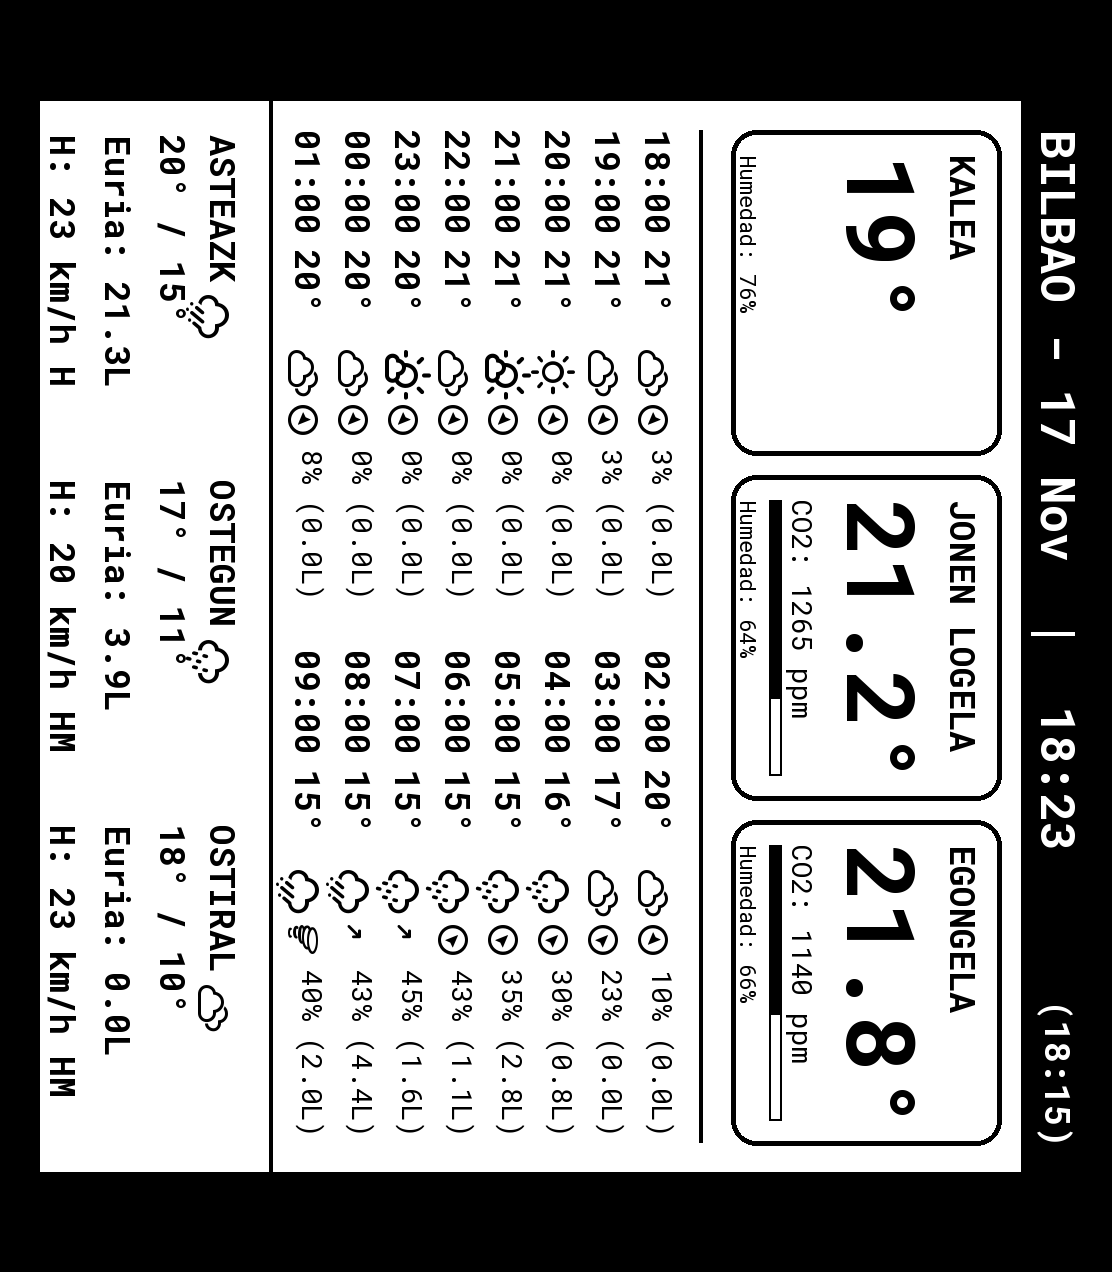 BILBAO - 17 Nov | 18:23 (18:15)
KALEA
19°
Humedad: 76%
JONEN LOGELA
21.2°
CO2: 1265 ppm
Humedad: 64%
EGONGELA
21.8°
CO2: 1140 ppm
Humedad: 66%
18:00 21° 3% (0.0L)
19:00 21° 3% (0.0L)
20:00 21° 0% (0.0L)
21:00 21° 0% (0.0L)
22:00 21° 0% (0.0L)
23:00 20° 0% (0.0L)
00:00 20° 0% (0.0L)
01:00 20° 8% (0.0L)
02:00 20° 10% (0.0L)
03:00 17° 23% (0.0L)
04:00 16° 30% (0.8L)
05:00 15° 35% (2.8L)
06:00 15° 43% (1.1L)
07:00 15° 45% (1.6L)
08:00 15° 43% (4.4L)
09:00 15° 40% (2.0L)
ASTEAZK
20° / 15°
Euria: 21.3L
H: 23 km/h H
OSTEGUN
17° / 11°
Euria: 3.9L
H: 20 km/h HM
OSTIRAL
18° / 10°
Euria: 0.0L
H: 23 km/h HM